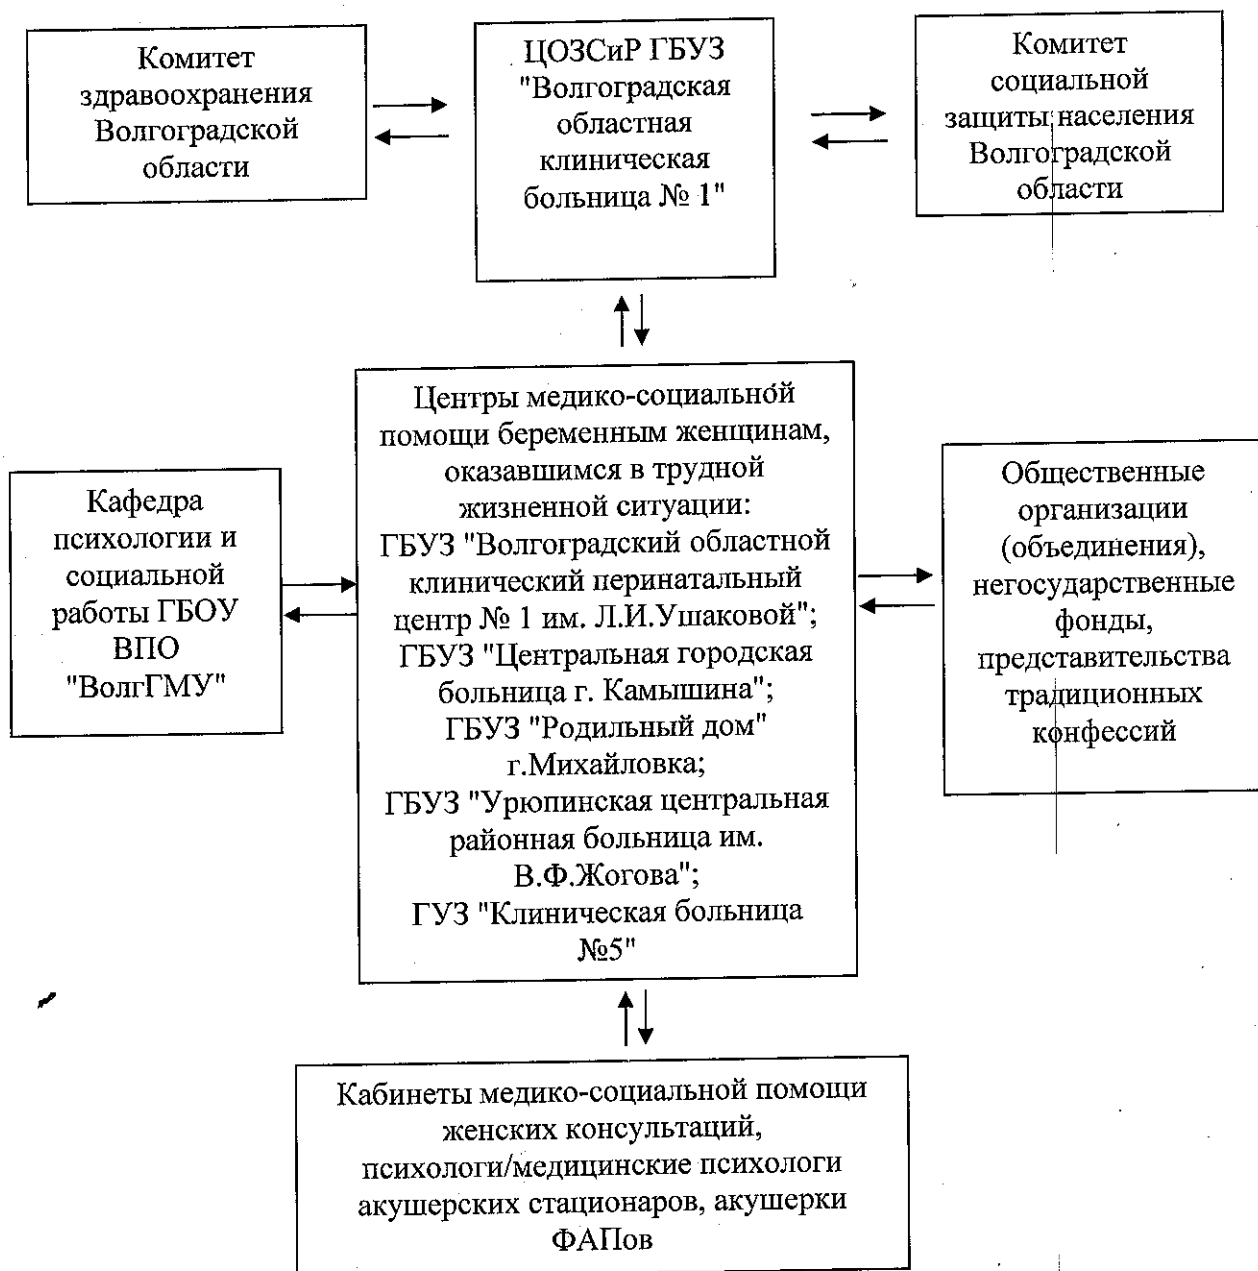 Комитет
здравоохранения
Волгоградской
области
ЦОЗСиР ГБУЗ
"Волгоградская
областная
клиническая
больница № 1"
Комитет
социальной
защиты населения
Волгоградской
области
Центры медико-социальной
помощи беременным женщинам,
оказавшимся в трудной
жизненной ситуации:
ГБУЗ "Волгоградский областной
клинический перинатальный
центр № 1 им. Л.И.Ушаковой";
ГБУЗ "Центральная городская
больница г. Камышина";
ГБУЗ "Родильный дом"
г.Михайловка;
ГБУЗ "Урюпинская центральная
районная больница им.
В.Ф.Жогова";
ГУЗ "Клиническая больница
№5"
Кафедра
психологии и
социальной
работы ГБОУ
ВПО
"ВолгГМУ"
Общественные
организации
(объединения),
негосударственные
фонды,
представительства
традиционных
конфессий
Кабинеты медико-социальной помощи
женских консультаций,
психологи/медицинские психологи
акушерских стационаров, акушерки
ФАПов